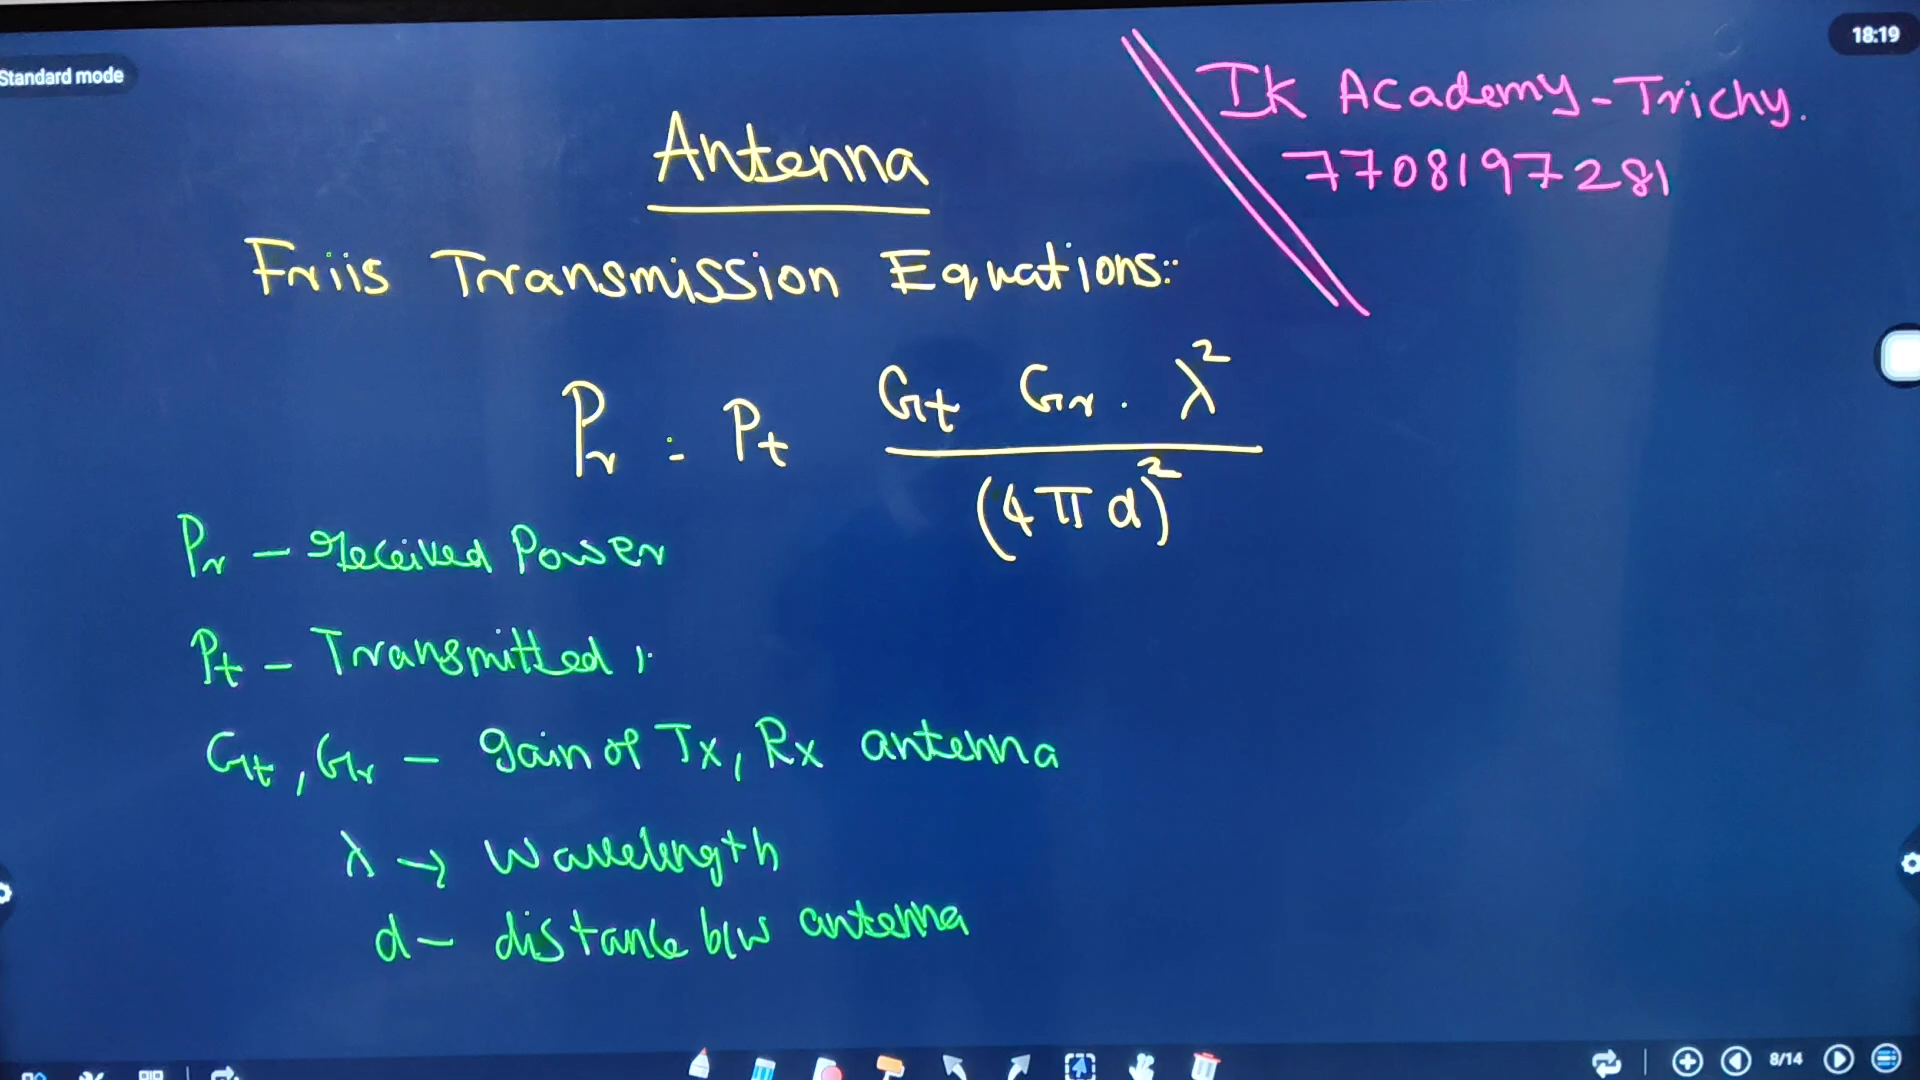 18:19
Standard mode
IK Academy - Trichy.
7708197281
Antenna
Friis Transmission Equations:
Pr = Pt Gt Gr . λ² / (4πd)²
Pr - received Power
Pt - Transmitted "
Gt, Gr - gain of Tx, Rx antenna
λ → Wavelength
d - distance b/w antenna
8/14